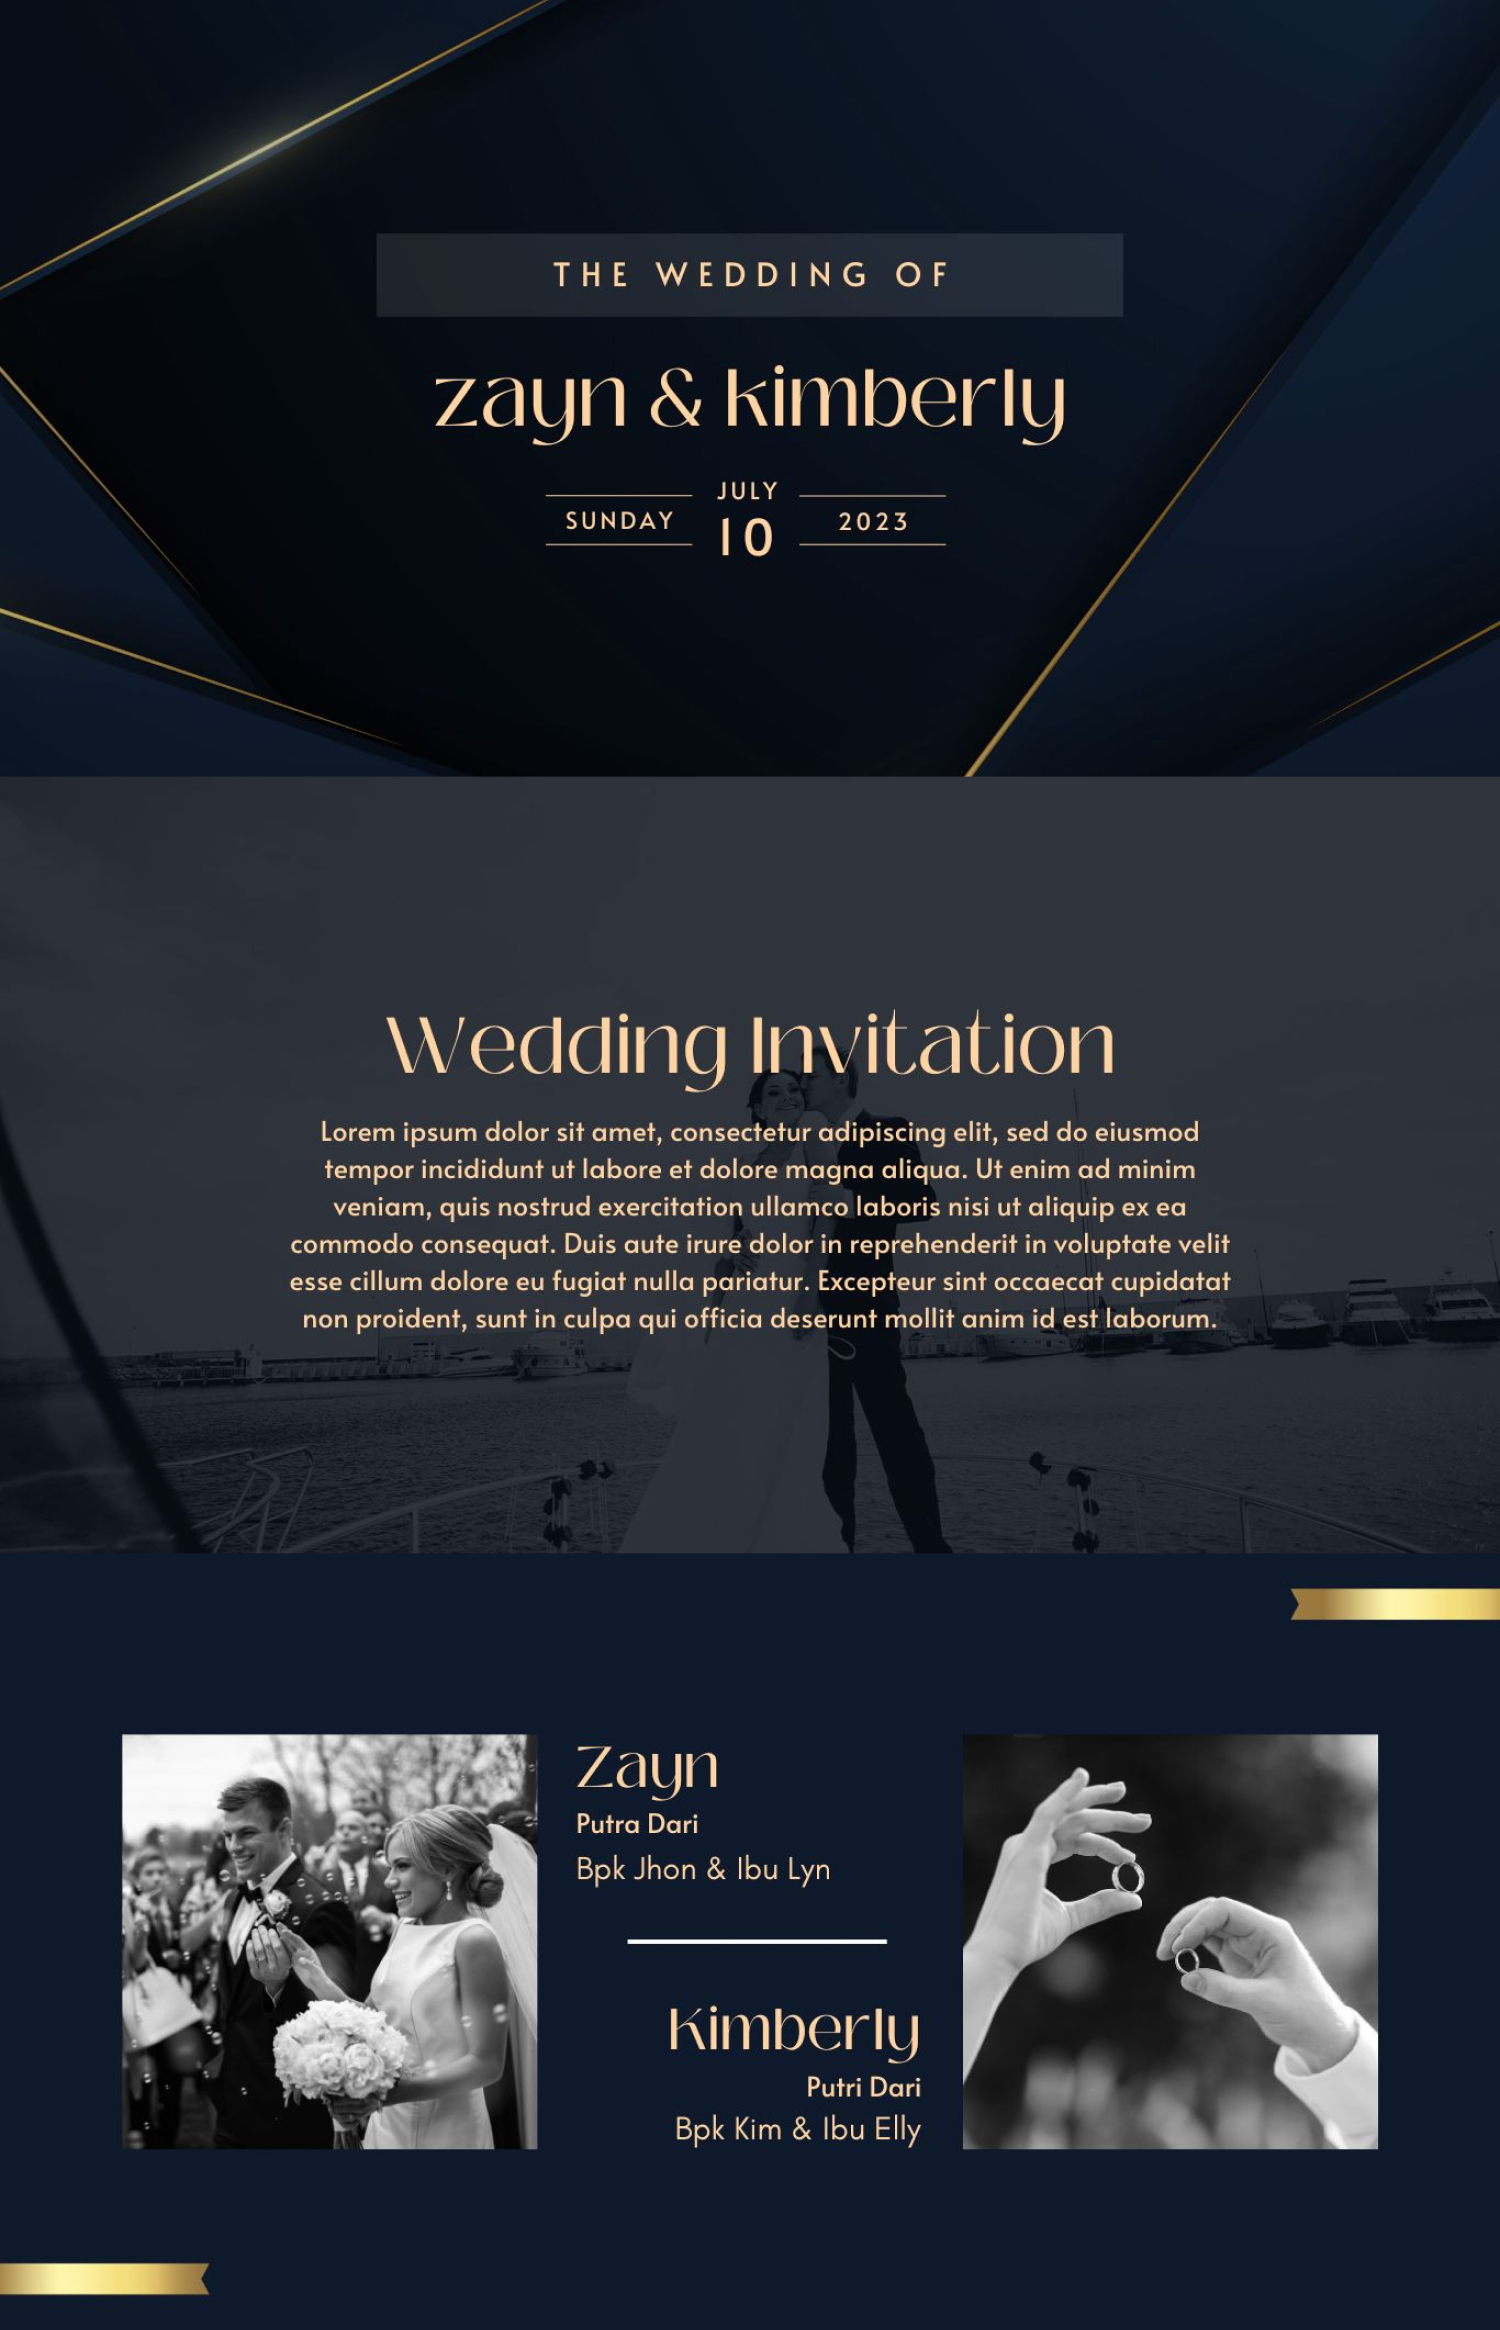 THE WEDDING OF
zayn & kimberly
JULY
SUNDAY 10 2023
Wedding Invitation
Lorem ipsum dolor sit amet, consectetur adipiscing elit, sed do eiusmod
tempor incididunt ut labore et dolore magna aliqua. Ut enim ad minim
veniam, quis nostrud exercitation ullamco laboris nisi ut aliquip ex ea
commodo consequat. Duis aute irure dolor in reprehenderit in voluptate velit
esse cillum dolore eu fugiat nulla pariatur. Excepteur sint occaecat cupidatat
non proident, sunt in culpa qui officia deserunt mollit anim id est laborum.
Zayn
Putra Dari
Bpk Jhon & Ibu Lyn
Kimberly
Putri Dari
Bpk Kim & Ibu Elly